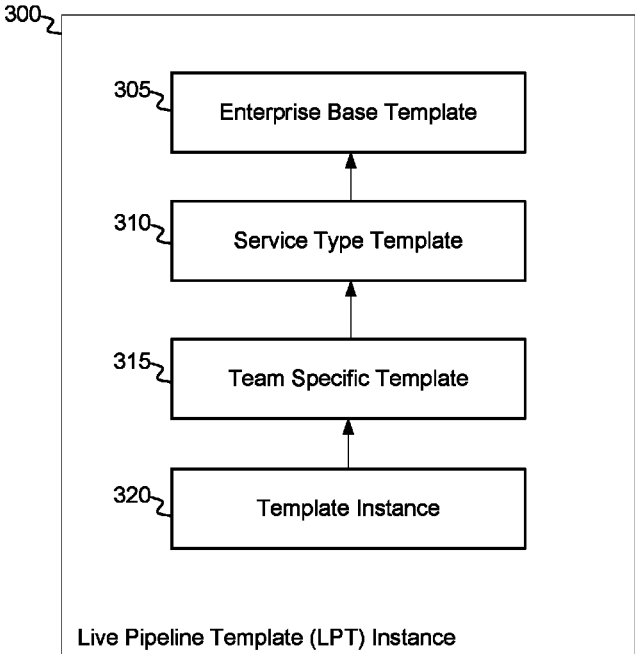 300
305
Enterprise Base Template
310
Service Type Template
315
Team Specific Template
320
Template Instance
Live Pipeline Template (LPT) Instance